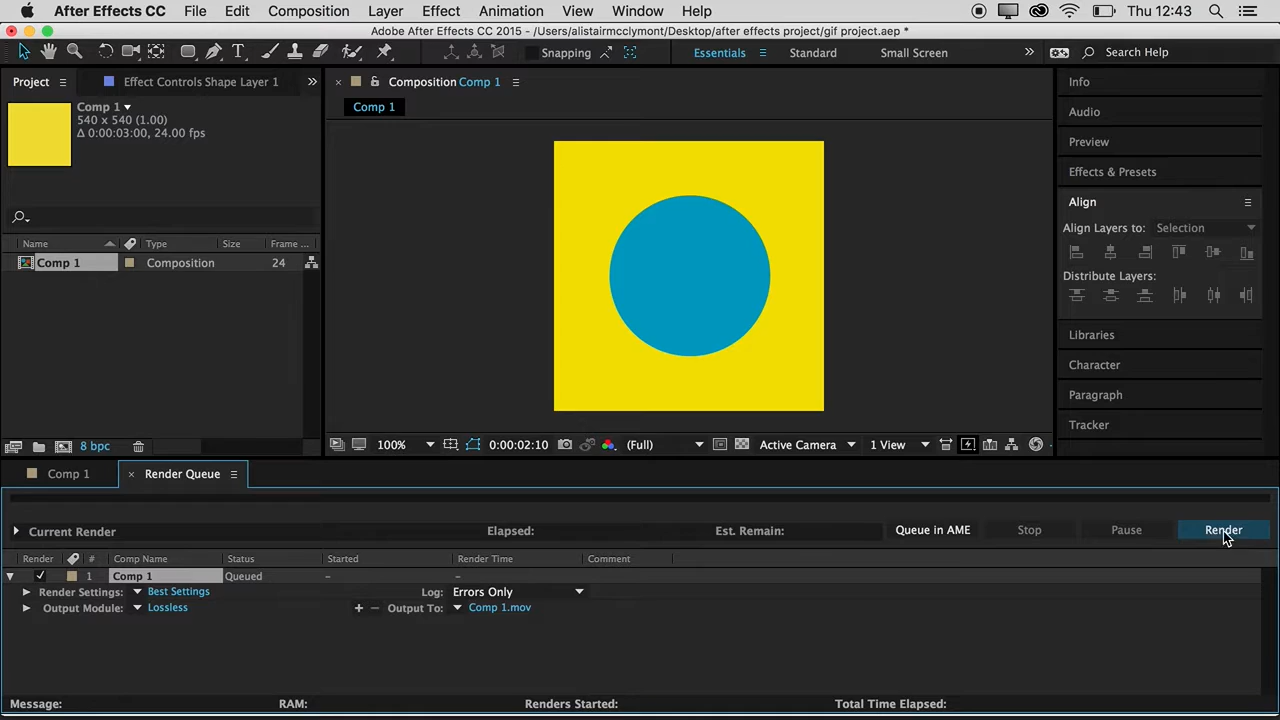 After Effects CC File Edit Composition Layer Effect Animation View Window Help Thu 12:43
Adobe After Effects CC 2015 - /Users/alistairmcclymont/Desktop/after effects project/gif project.aep *
Snapping Essentials Standard Small Screen » Search Help
Project Effect Controls Shape Layer 1 »
Comp 1
540 x 540 (1.00)
Δ 0:00:03:00, 24.00 fps
Name Type Size Frame ...
Comp 1 Composition 24
8 bpc
× Composition Comp 1
Comp 1
100% 0:00:02:10 (Full) Active Camera 1 View
Info
Audio
Preview
Effects & Presets
Align
Align Layers to: Selection
Distribute Layers:
Libraries
Character
Paragraph
Tracker
Comp 1 × Render Queue
Current Render Elapsed: Est. Remain: Queue in AME Stop Pause Render
Render # Comp Name Status Started Render Time Comment
1 Comp 1 Queued – –
Render Settings: Best Settings Log: Errors Only
Output Module: Lossless + – Output To: Comp 1.mov
Message: RAM: Renders Started: Total Time Elapsed: